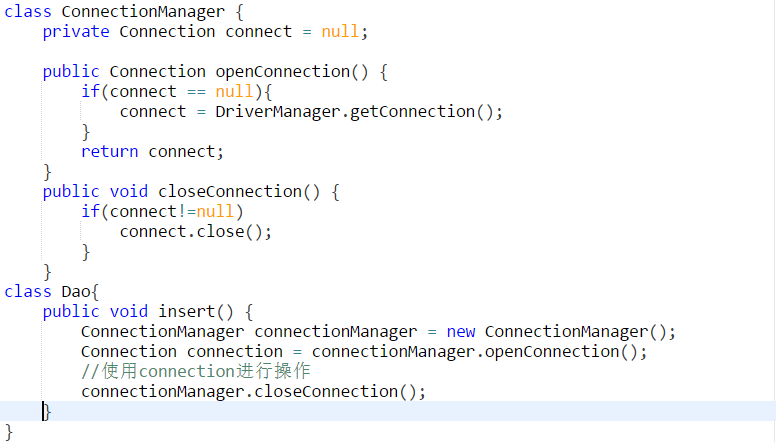 class ConnectionManager {
    private Connection connect = null;

    public Connection openConnection() {
        if(connect == null){
            connect = DriverManager.getConnection();
        }
        return connect;
    }
    public void closeConnection() {
        if(connect!=null)
            connect.close();
        }
    }
class Dao{
    public void insert() {
        ConnectionManager connectionManager = new ConnectionManager();
        Connection connection = connectionManager.openConnection();
        //使用connection进行操作
        connectionManager.closeConnection();
    }
}